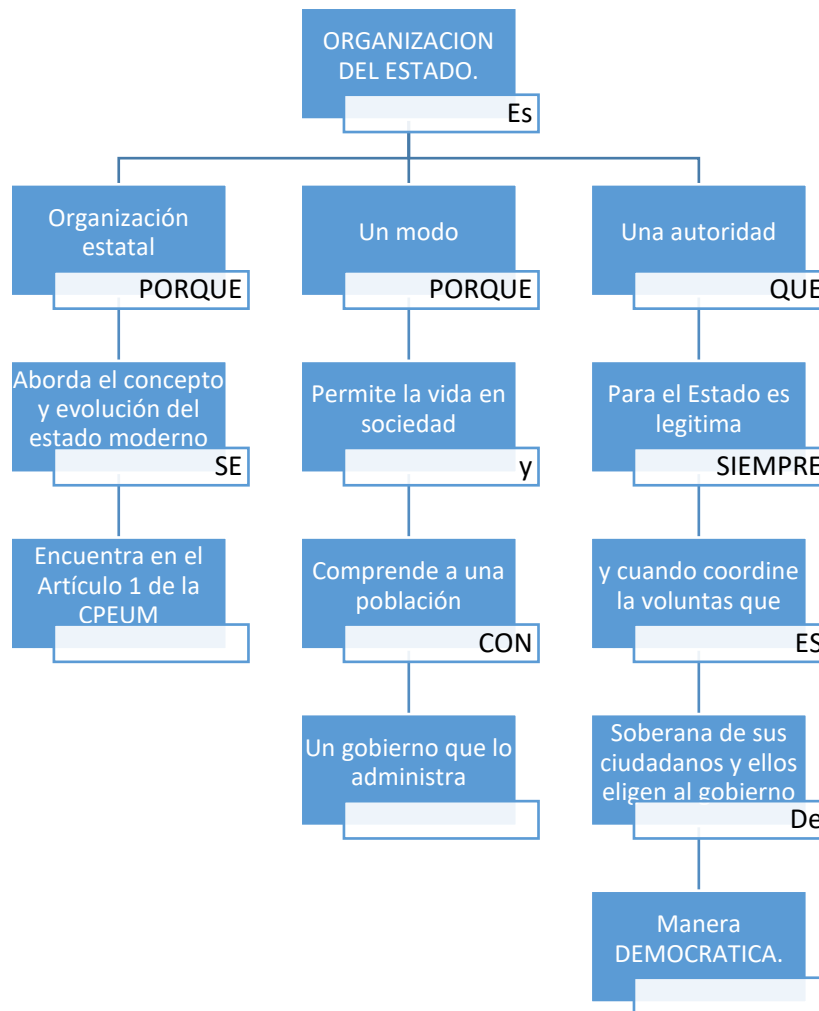 ORGANIZACION
DEL ESTADO.
Es
Organización
estatal
PORQUE
Aborda el concepto
y evolución del
estado moderno
SE
Encuentra en el
Artículo 1 de la
CPEUM
Un modo
PORQUE
Permite la vida en
sociedad
y
Comprende a una
población
CON
Un gobierno que lo
administra
Una autoridad
QUE
Para el Estado es
legitima
SIEMPRE
y cuando coordine
la voluntas que
ES
Soberana de sus
ciudadanos y ellos
eligen al gobierno
De
Manera
DEMOCRATICA.